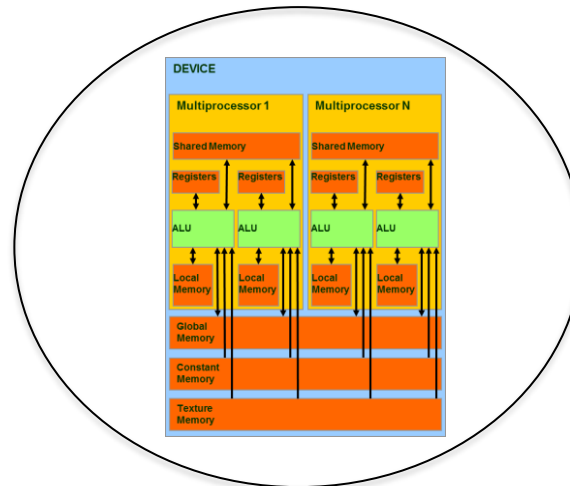 DEVICE
Multiprocessor 1
Multiprocessor N
Shared Memory
Shared Memory
Registers
Registers
Registers
Registers
ALU
ALU
ALU
ALU
Local
Memory
Local
Memory
Local
Memory
Local
Memory
Global
Memory
Constant
Memory
Texture
Memory